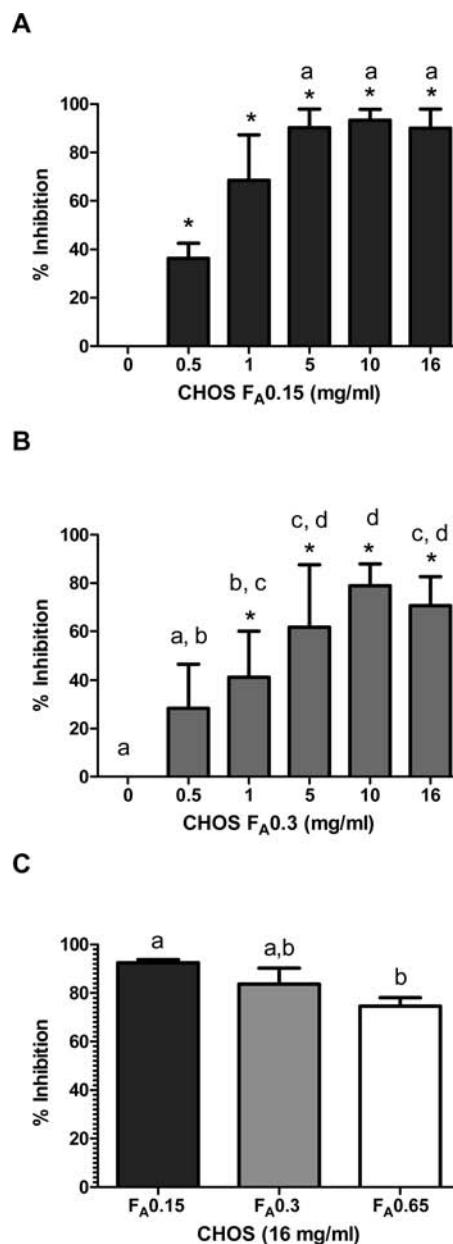 A
a a a
* * * * *
100
80
60
40
20
0
% Inhibition
0 0.5 1 5 10 16
CHOS FA0.15 (mg/ml)
B
a a, b b, c c, d d c, d
* * * *
100
80
60
40
20
0
% Inhibition
0 0.5 1 5 10 16
CHOS FA0.3 (mg/ml)
C
a a,b b
100
80
60
40
20
0
% Inhibition
FA0.15 FA0.3 FA0.65
CHOS (16 mg/ml)